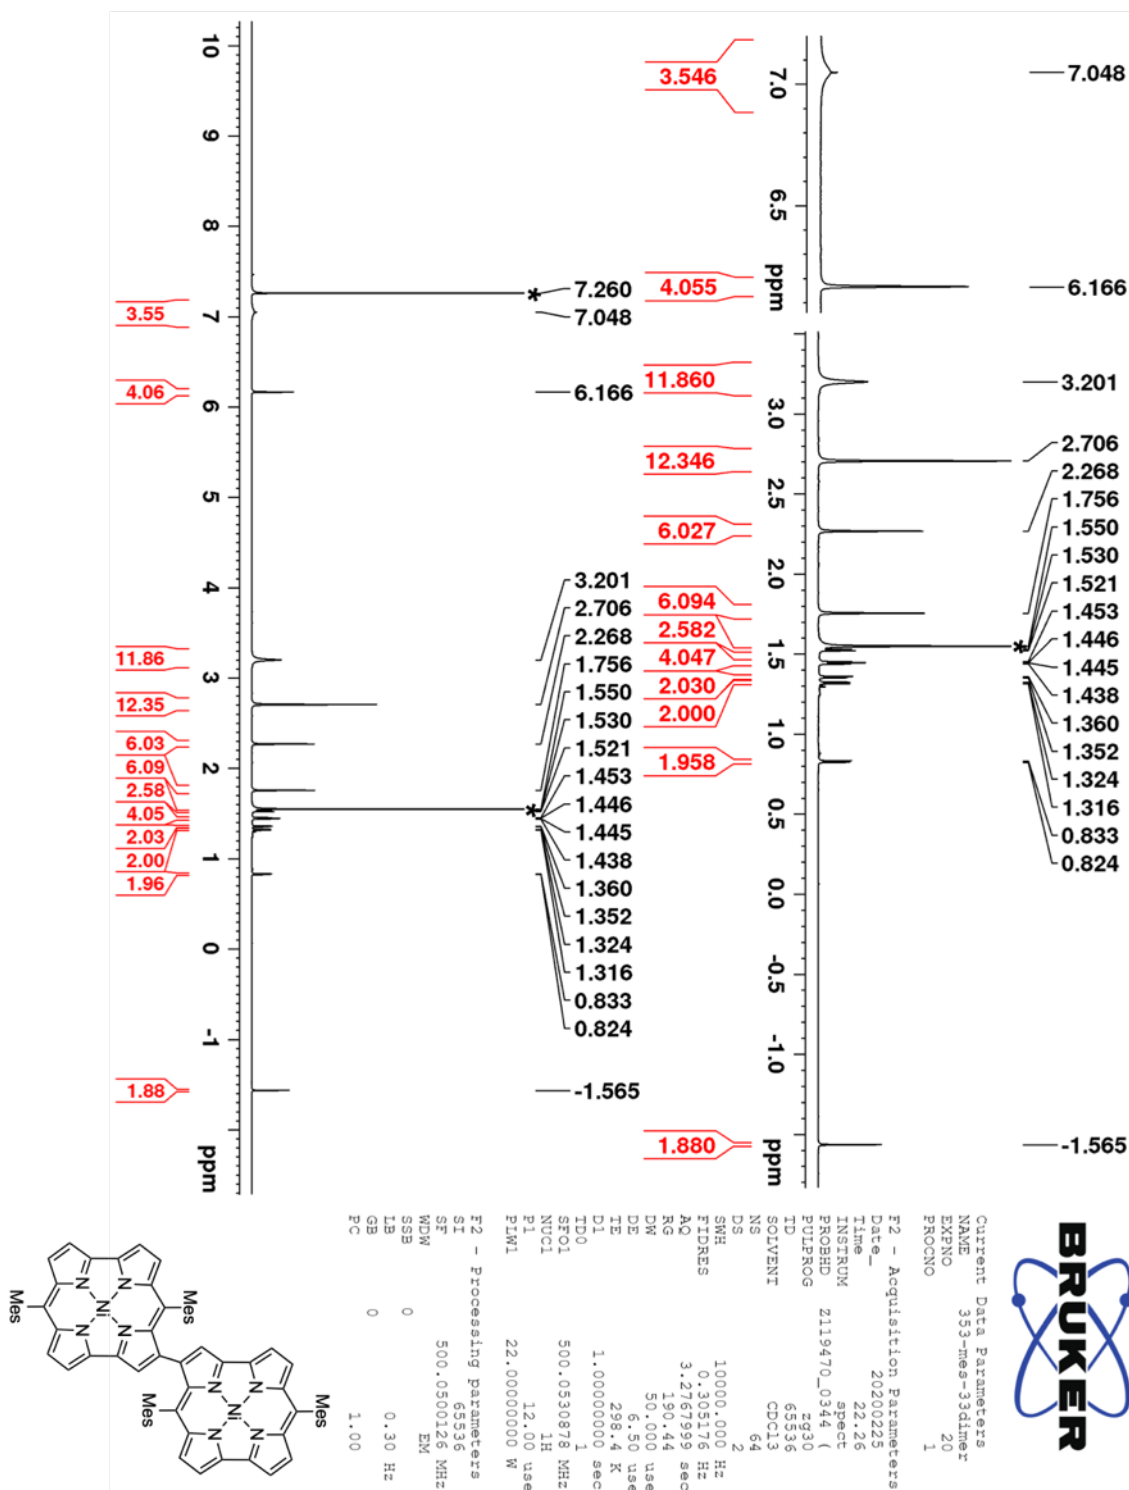 10
9
8
7
6
5
4
3
2
1
0
-1
ppm
7.260
7.048
6.166
3.201
2.706
2.268
1.756
1.550
1.530
1.521
1.453
1.446
1.445
1.438
1.360
1.352
1.324
1.316
0.833
0.824
-1.565
*
*
3.55
4.06
11.86
12.35
6.03
6.09
2.58
4.05
2.03
2.00
1.96
1.88
7.0
6.5
ppm
7.048
6.166
3.546
4.055
3.0
2.5
2.0
1.5
1.0
0.5
0.0
-0.5
-1.0
ppm
3.201
2.706
2.268
1.756
1.550
1.530
1.521
1.453
1.446
1.445
1.438
1.360
1.352
1.324
1.316
0.833
0.824
-1.565
*
11.860
12.346
6.027
6.094
2.582
4.047
2.030
2.000
1.958
1.880
BRUKER
Current Data Parameters
NAME 353-mes-33dimer
EXPNO 20
PROCNO 1
F2 - Acquisition Parameters
Date_ 20200225
Time 22.26
INSTRUM spect
PROBHD Z119470_0344 (
PULPROG zg30
TD 65536
SOLVENT CDCl3
NS 64
DS 2
SWH 10000.000 Hz
FIDRES 0.305176 Hz
AQ 3.2767999 sec
RG 190.44
DW 50.000 use
DE 6.50 use
TE 298.4 K
D1 1.00000000 sec
TD0 1
SFO1 500.0530878 MHz
NUC1 1H
P1 12.00 use
PLW1 22.00000000 W
F2 - Processing parameters
SI 65536
SF 500.0500126 MHz
WDW EM
SSB 0
LB 0.30 Hz
GB 0
PC 1.00
Mes
Mes
Mes
Mes
N
N
Ni
N
N
N
N
Ni
N
N